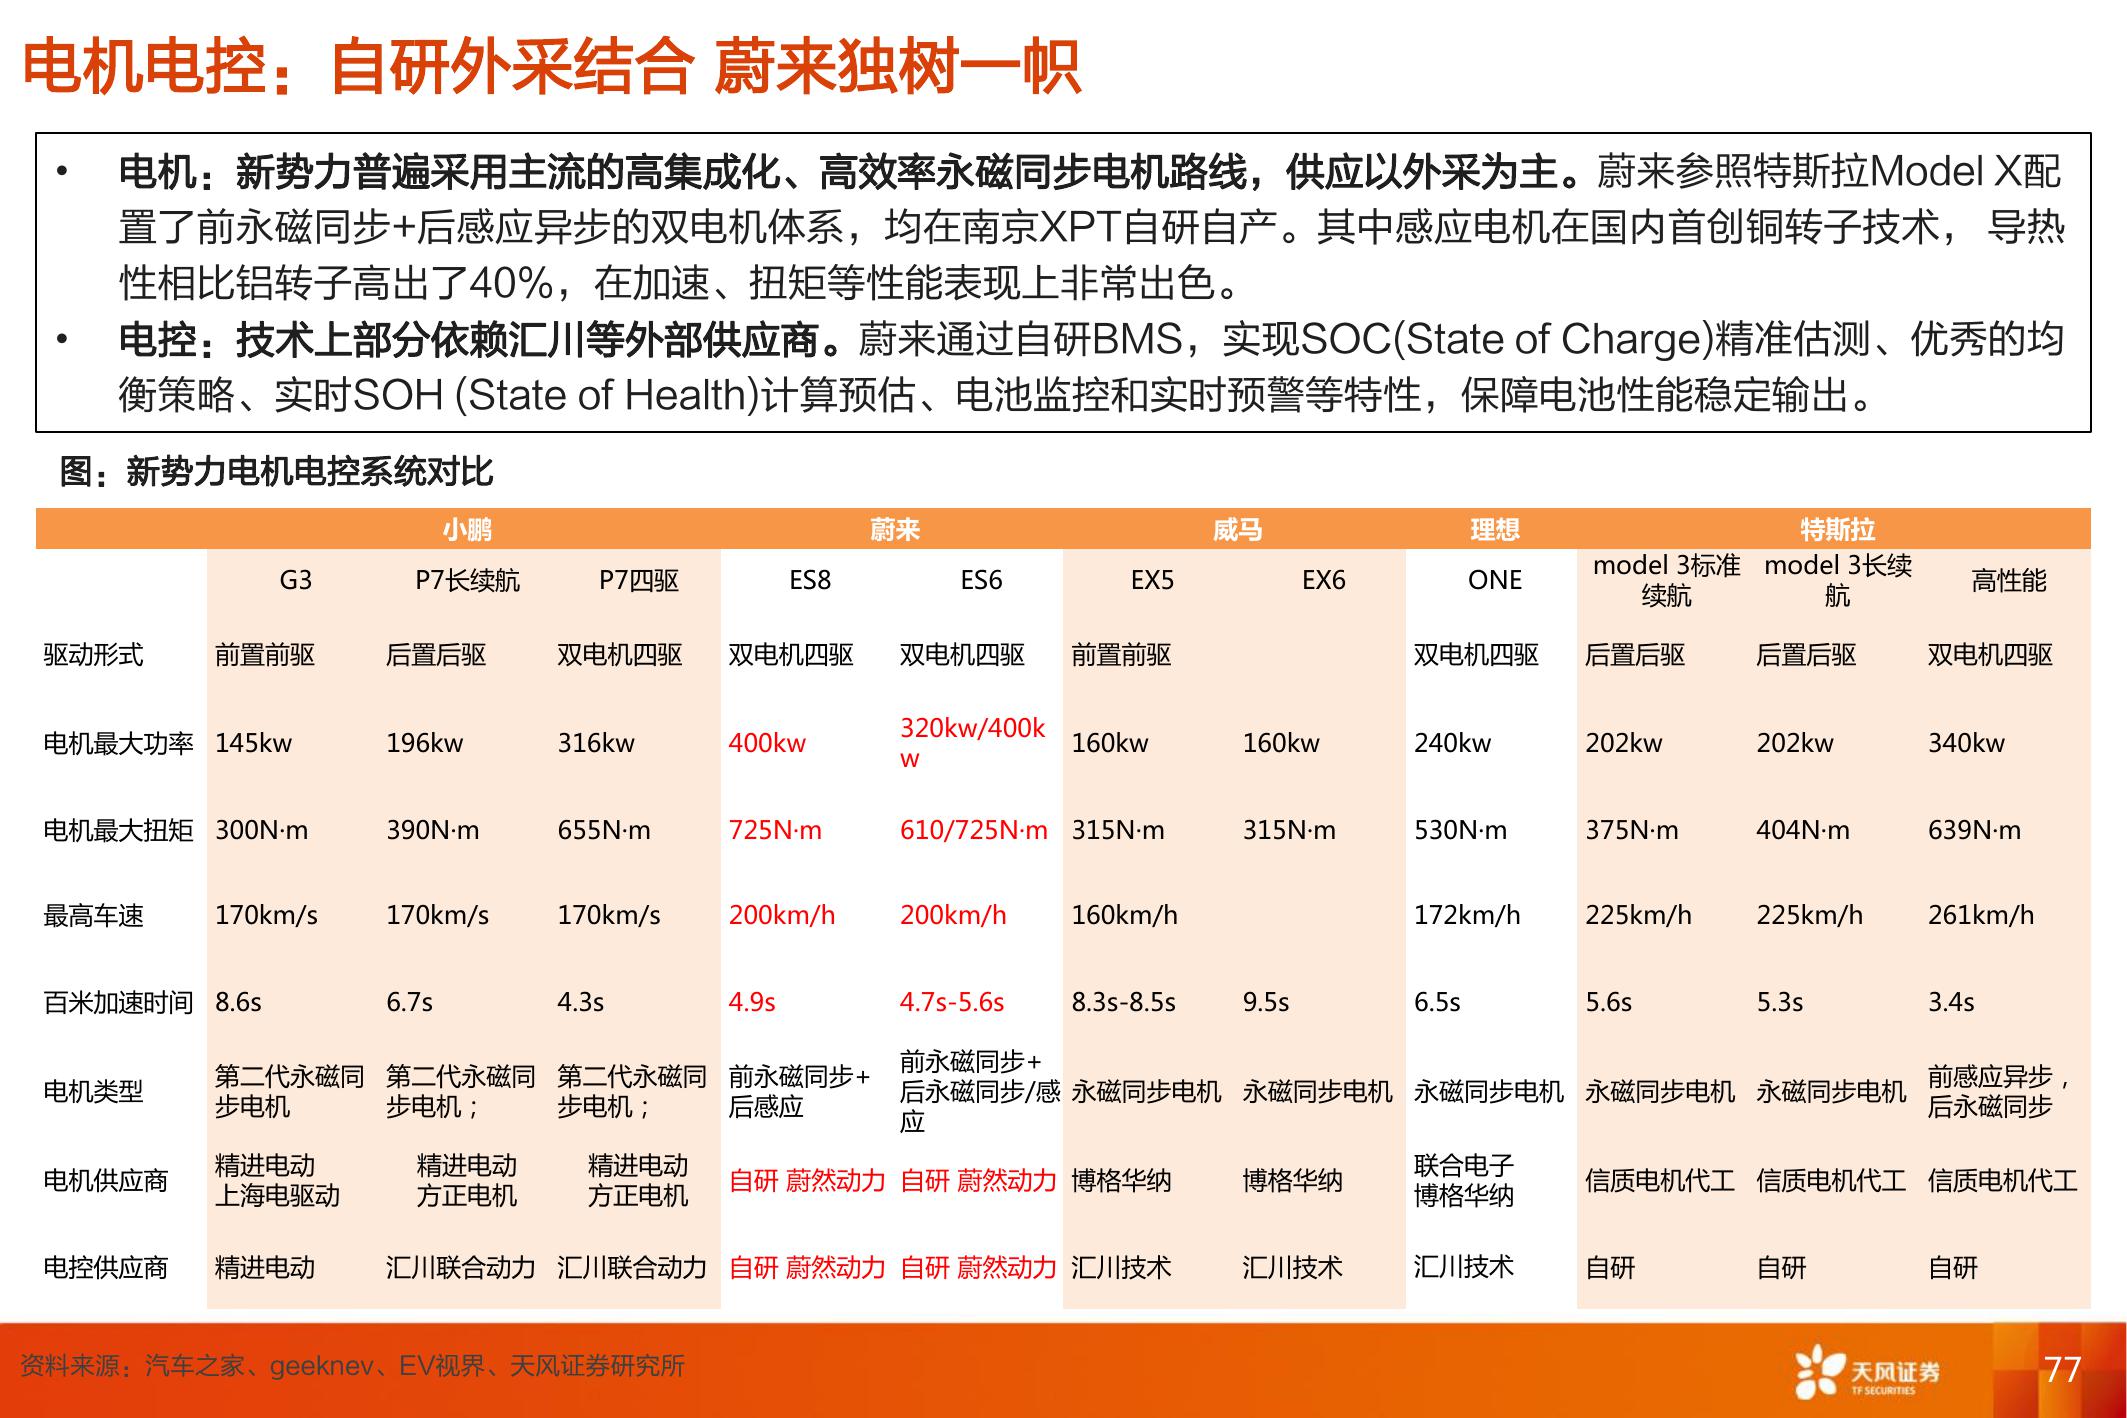 电机电控：自研外采结合 蔚来独树一帜
• 电机：新势力普遍采用主流的高集成化、高效率永磁同步电机路线，供应以外采为主。蔚来参照特斯拉Model X配
置了前永磁同步+后感应异步的双电机体系，均在南京XPT自研自产。其中感应电机在国内首创铜转子技术， 导热
性相比铝转子高出了40%，在加速、扭矩等性能表现上非常出色。
• 电控：技术上部分依赖汇川等外部供应商。蔚来通过自研BMS，实现SOC(State of Charge)精准估测、优秀的均
衡策略、实时SOH (State of Health)计算预估、电池监控和实时预警等特性，保障电池性能稳定输出。
图：新势力电机电控系统对比
小鹏 蔚来 威马 理想 特斯拉
G3 P7长续航 P7四驱 ES8 ES6 EX5 EX6 ONE model 3标准 model 3长续 高性能
续航 航
驱动形式 前置前驱 后置后驱 双电机四驱 双电机四驱 双电机四驱 前置前驱 双电机四驱 后置后驱 后置后驱 双电机四驱
电机最大功率 145kw 196kw 316kw 400kw 320kw/400k 160kw 160kw 240kw 202kw 202kw 340kw
w
电机最大扭矩 300N·m 390N·m 655N·m 725N·m 610/725N·m 315N·m 315N·m 530N·m 375N·m 404N·m 639N·m
最高车速 170km/s 170km/s 170km/s 200km/h 200km/h 160km/h 172km/h 225km/h 225km/h 261km/h
百米加速时间 8.6s 6.7s 4.3s 4.9s 4.7s-5.6s 8.3s-8.5s 9.5s 6.5s 5.6s 5.3s 3.4s
电机类型 第二代永磁同 第二代永磁同 第二代永磁同 前永磁同步+ 前永磁同步+ 永磁同步电机 永磁同步电机 永磁同步电机 永磁同步电机 永磁同步电机 前感应异步，
步电机 步电机； 步电机； 后感应 后永磁同步/感 后永磁同步
应
电机供应商 精进电动 精进电动 精进电动 自研 蔚然动力 自研 蔚然动力 博格华纳 博格华纳 联合电子 信质电机代工 信质电机代工 信质电机代工
上海电驱动 方正电机 方正电机 博格华纳
电控供应商 精进电动 汇川联合动力 汇川联合动力 自研 蔚然动力 自研 蔚然动力 汇川技术 汇川技术 汇川技术 自研 自研 自研
资料来源：汽车之家、geeknev、EV视界、天风证券研究所
天风证券
TF SECURITIES
77